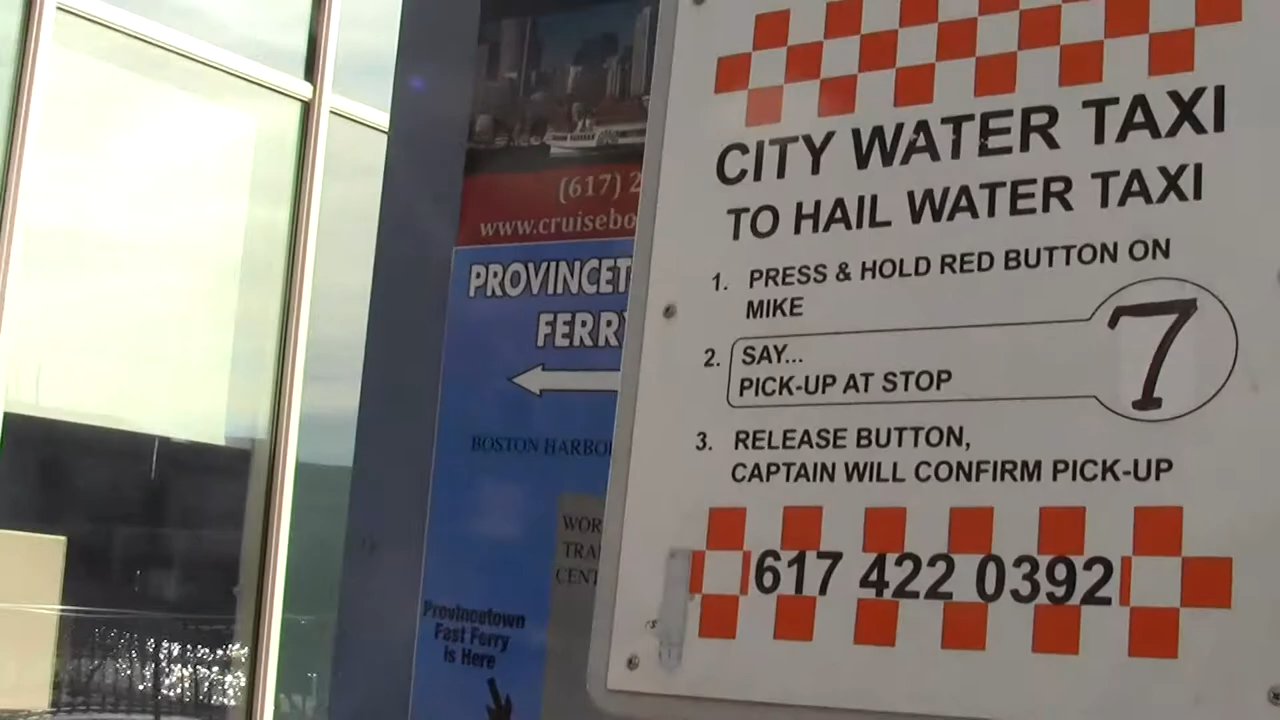 (617) 2
www.cruisebo
PROVINCET
FERRY
BOSTON HARBOR
WOR
TRA
CENT
Provincetown
Fast Ferry
is Here
CITY WATER TAXI
TO HAIL WATER TAXI
1. PRESS & HOLD RED BUTTON ON
MIKE
2. SAY...
PICK-UP AT STOP
7
3. RELEASE BUTTON,
CAPTAIN WILL CONFIRM PICK-UP
617 422 0392